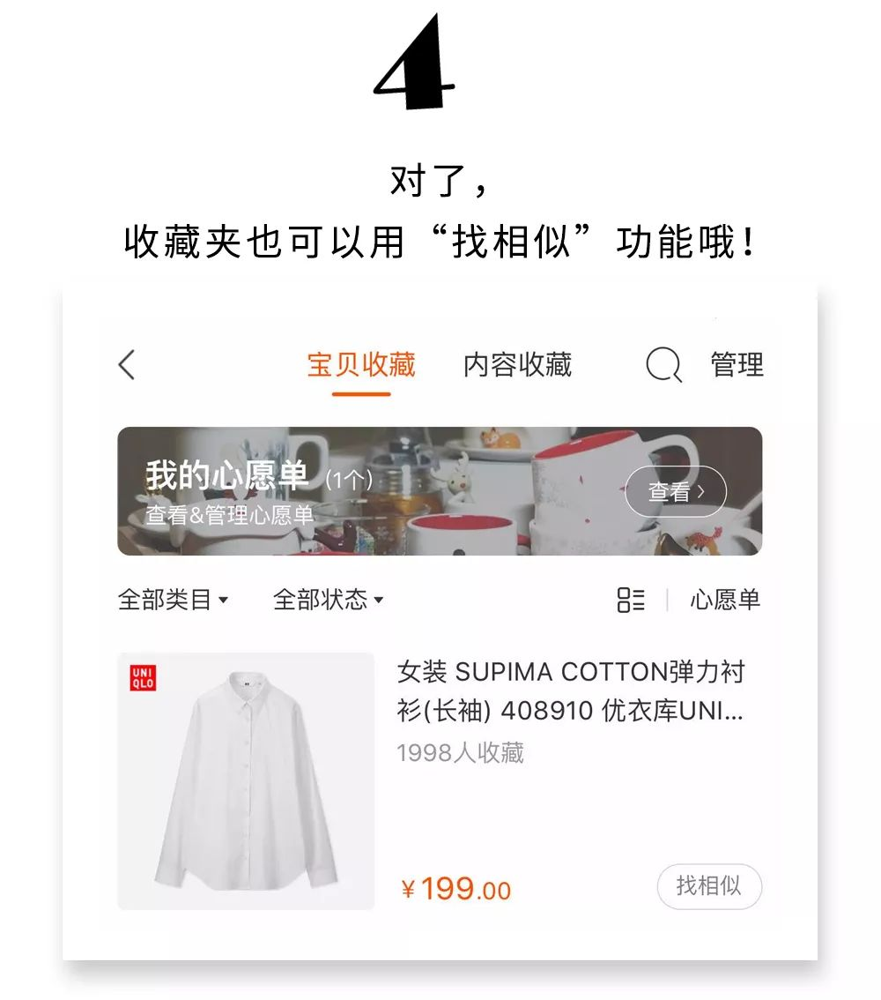 4
对了，
收藏夹也可以用“找相似”功能哦！
宝贝收藏 内容收藏 管理
我的心愿单 (1个)
查看&管理心愿单
查看
全部类目 全部状态 心愿单
UNI
QLO
女装 SUPIMA COTTON弹力衬
衫(长袖) 408910 优衣库UNI...
1998人收藏
¥199.00
找相似